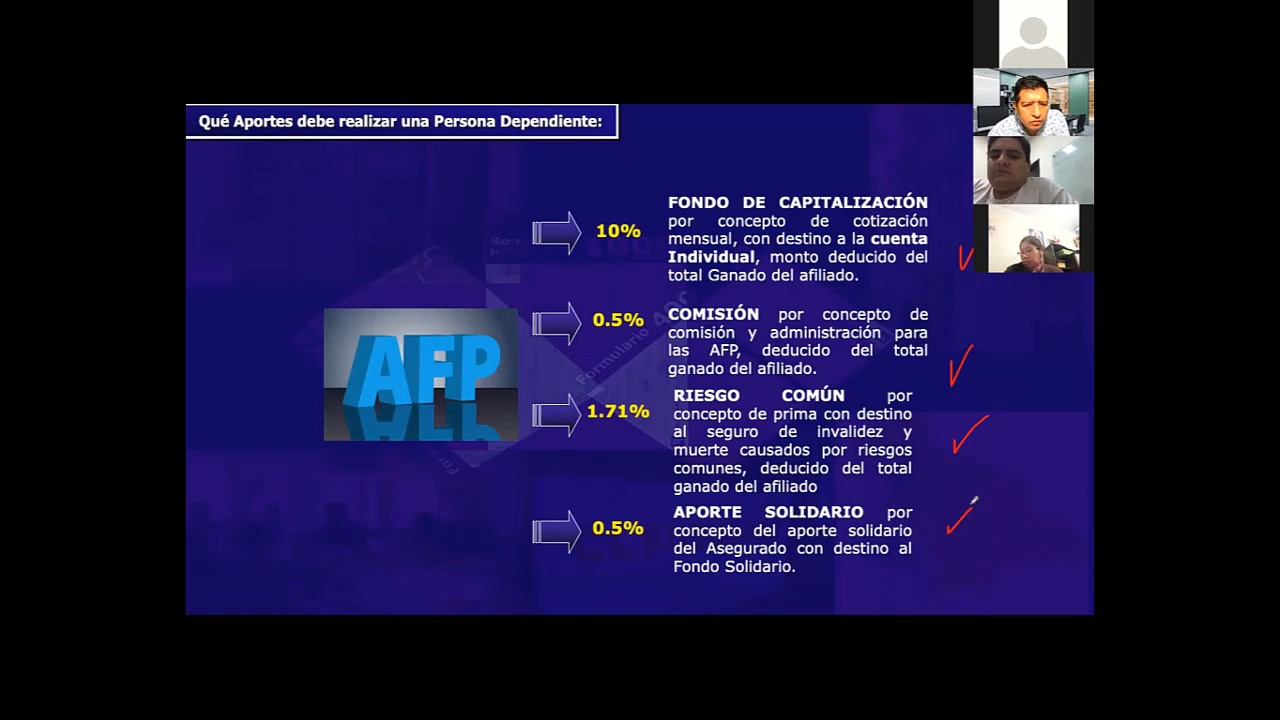 Qué Aportes debe realizar una Persona Dependiente:
10%
FONDO DE CAPITALIZACIÓN
por concepto de cotización
mensual, con destino a la cuenta
Individual, monto deducido del
total Ganado del afiliado.
0.5%
COMISIÓN por concepto de
comisión y administración para
las AFP, deducido del total
ganado del afiliado.
AFP
1.71%
RIESGO COMÚN por
concepto de prima con destino
al seguro de invalidez y
muerte causados por riesgos
comunes, deducido del total
ganado del afiliado
0.5%
APORTE SOLIDARIO por
concepto del aporte solidario
del Asegurado con destino al
Fondo Solidario.
Formulario